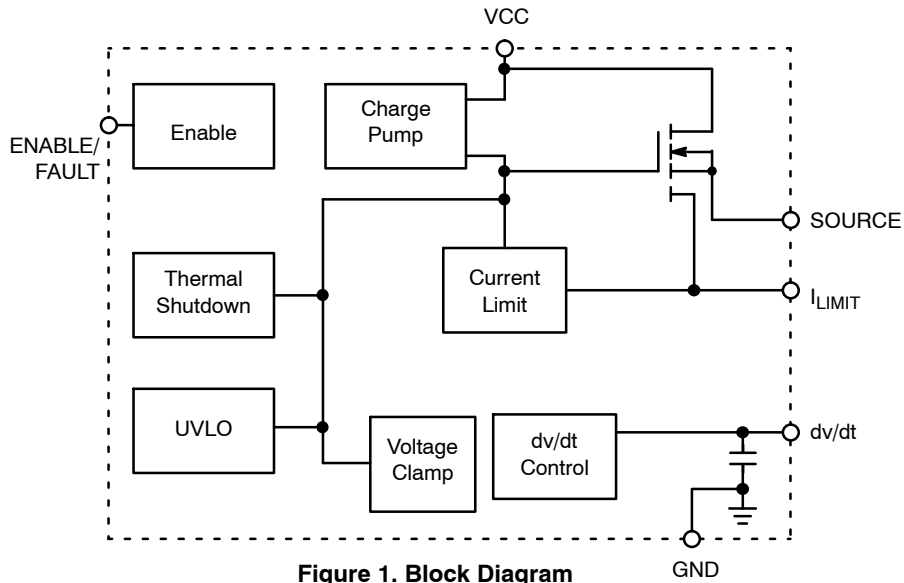 VCC
ENABLE/
FAULT
Enable
Charge
Pump
SOURCE
Thermal
Shutdown
Current
Limit
ILIMIT
UVLO
Voltage
Clamp
dv/dt
Control
dv/dt
GND
Figure 1. Block Diagram